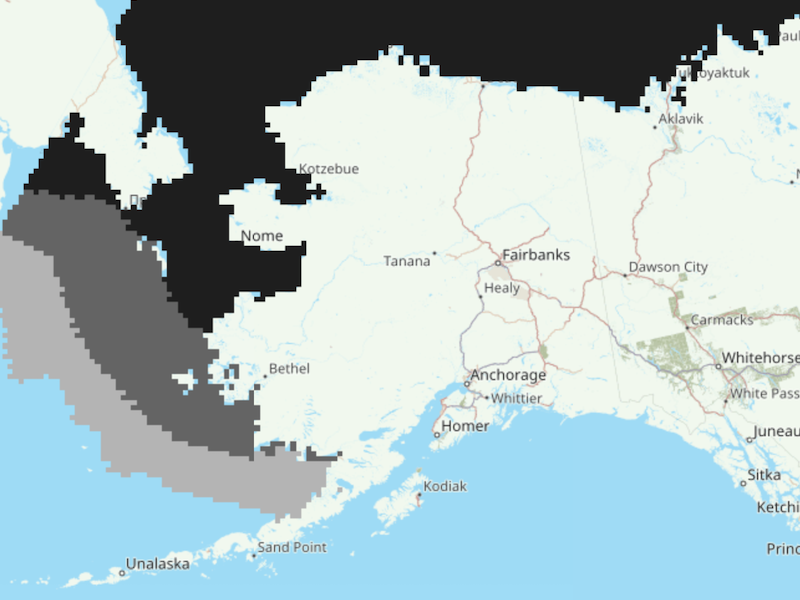 Tuktoyaktuk
Aklavik
Kotzebue
Nome
Tanana
Fairbanks
Dawson City
Healy
Carmacks
Whitehorse
Bethel
Anchorage
Whittier
White Pass
Homer
Juneau
Sitka
Kodiak
Ketchi
Sand Point
Princ
Unalaska